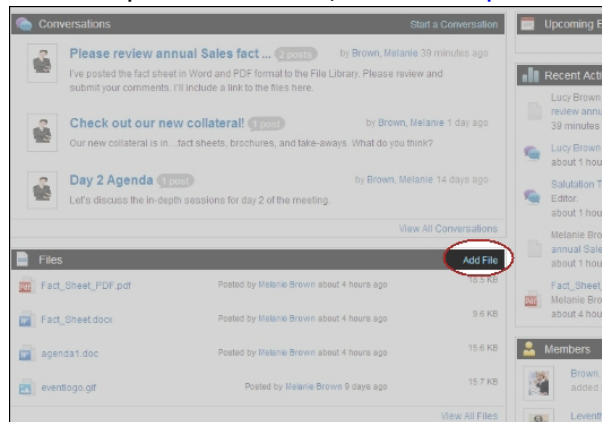 Conversations
Start a Conversation
Please review annual Sales fact ... 2 posts by Brown, Melanie 39 minutes ago
I've posted the fact sheet in Word and PDF format to the File Library. Please review and
submit your comments. I'll include a link to the files here.
Check out our new collateral! 1 post by Brown, Melanie 1 day ago
Our new collateral is in...fact sheets, brochures, and take-aways. What do you think?
Day 2 Agenda 1 post by Brown, Melanie 14 days ago
Let's discuss the in-depth sessions for day 2 of the meeting.
View All Conversations
Files
Add File
Fact_Sheet_PDF.pdf Posted by Melanie Brown about 4 hours ago 18.5 KB
Fact_Sheet.docx Posted by Melanie Brown about 4 hours ago 9.6 KB
agenda1.doc Posted by Melanie Brown about 4 hours ago 15.6 KB
eventlogo.gif Posted by Melanie Brown 9 days ago 15.7 KB
View All Files
Upcoming E
Recent Acti
Lucy Brown
review annu
39 minutes
Lucy Brown
about 1 hou
Salutation T
Editor.
about 1 hou
Melanie Bro
annual Sale
about 1 hou
Fact_Sheet
Melanie Bro
about 4 hou
Members
Brown,
added
Leventh